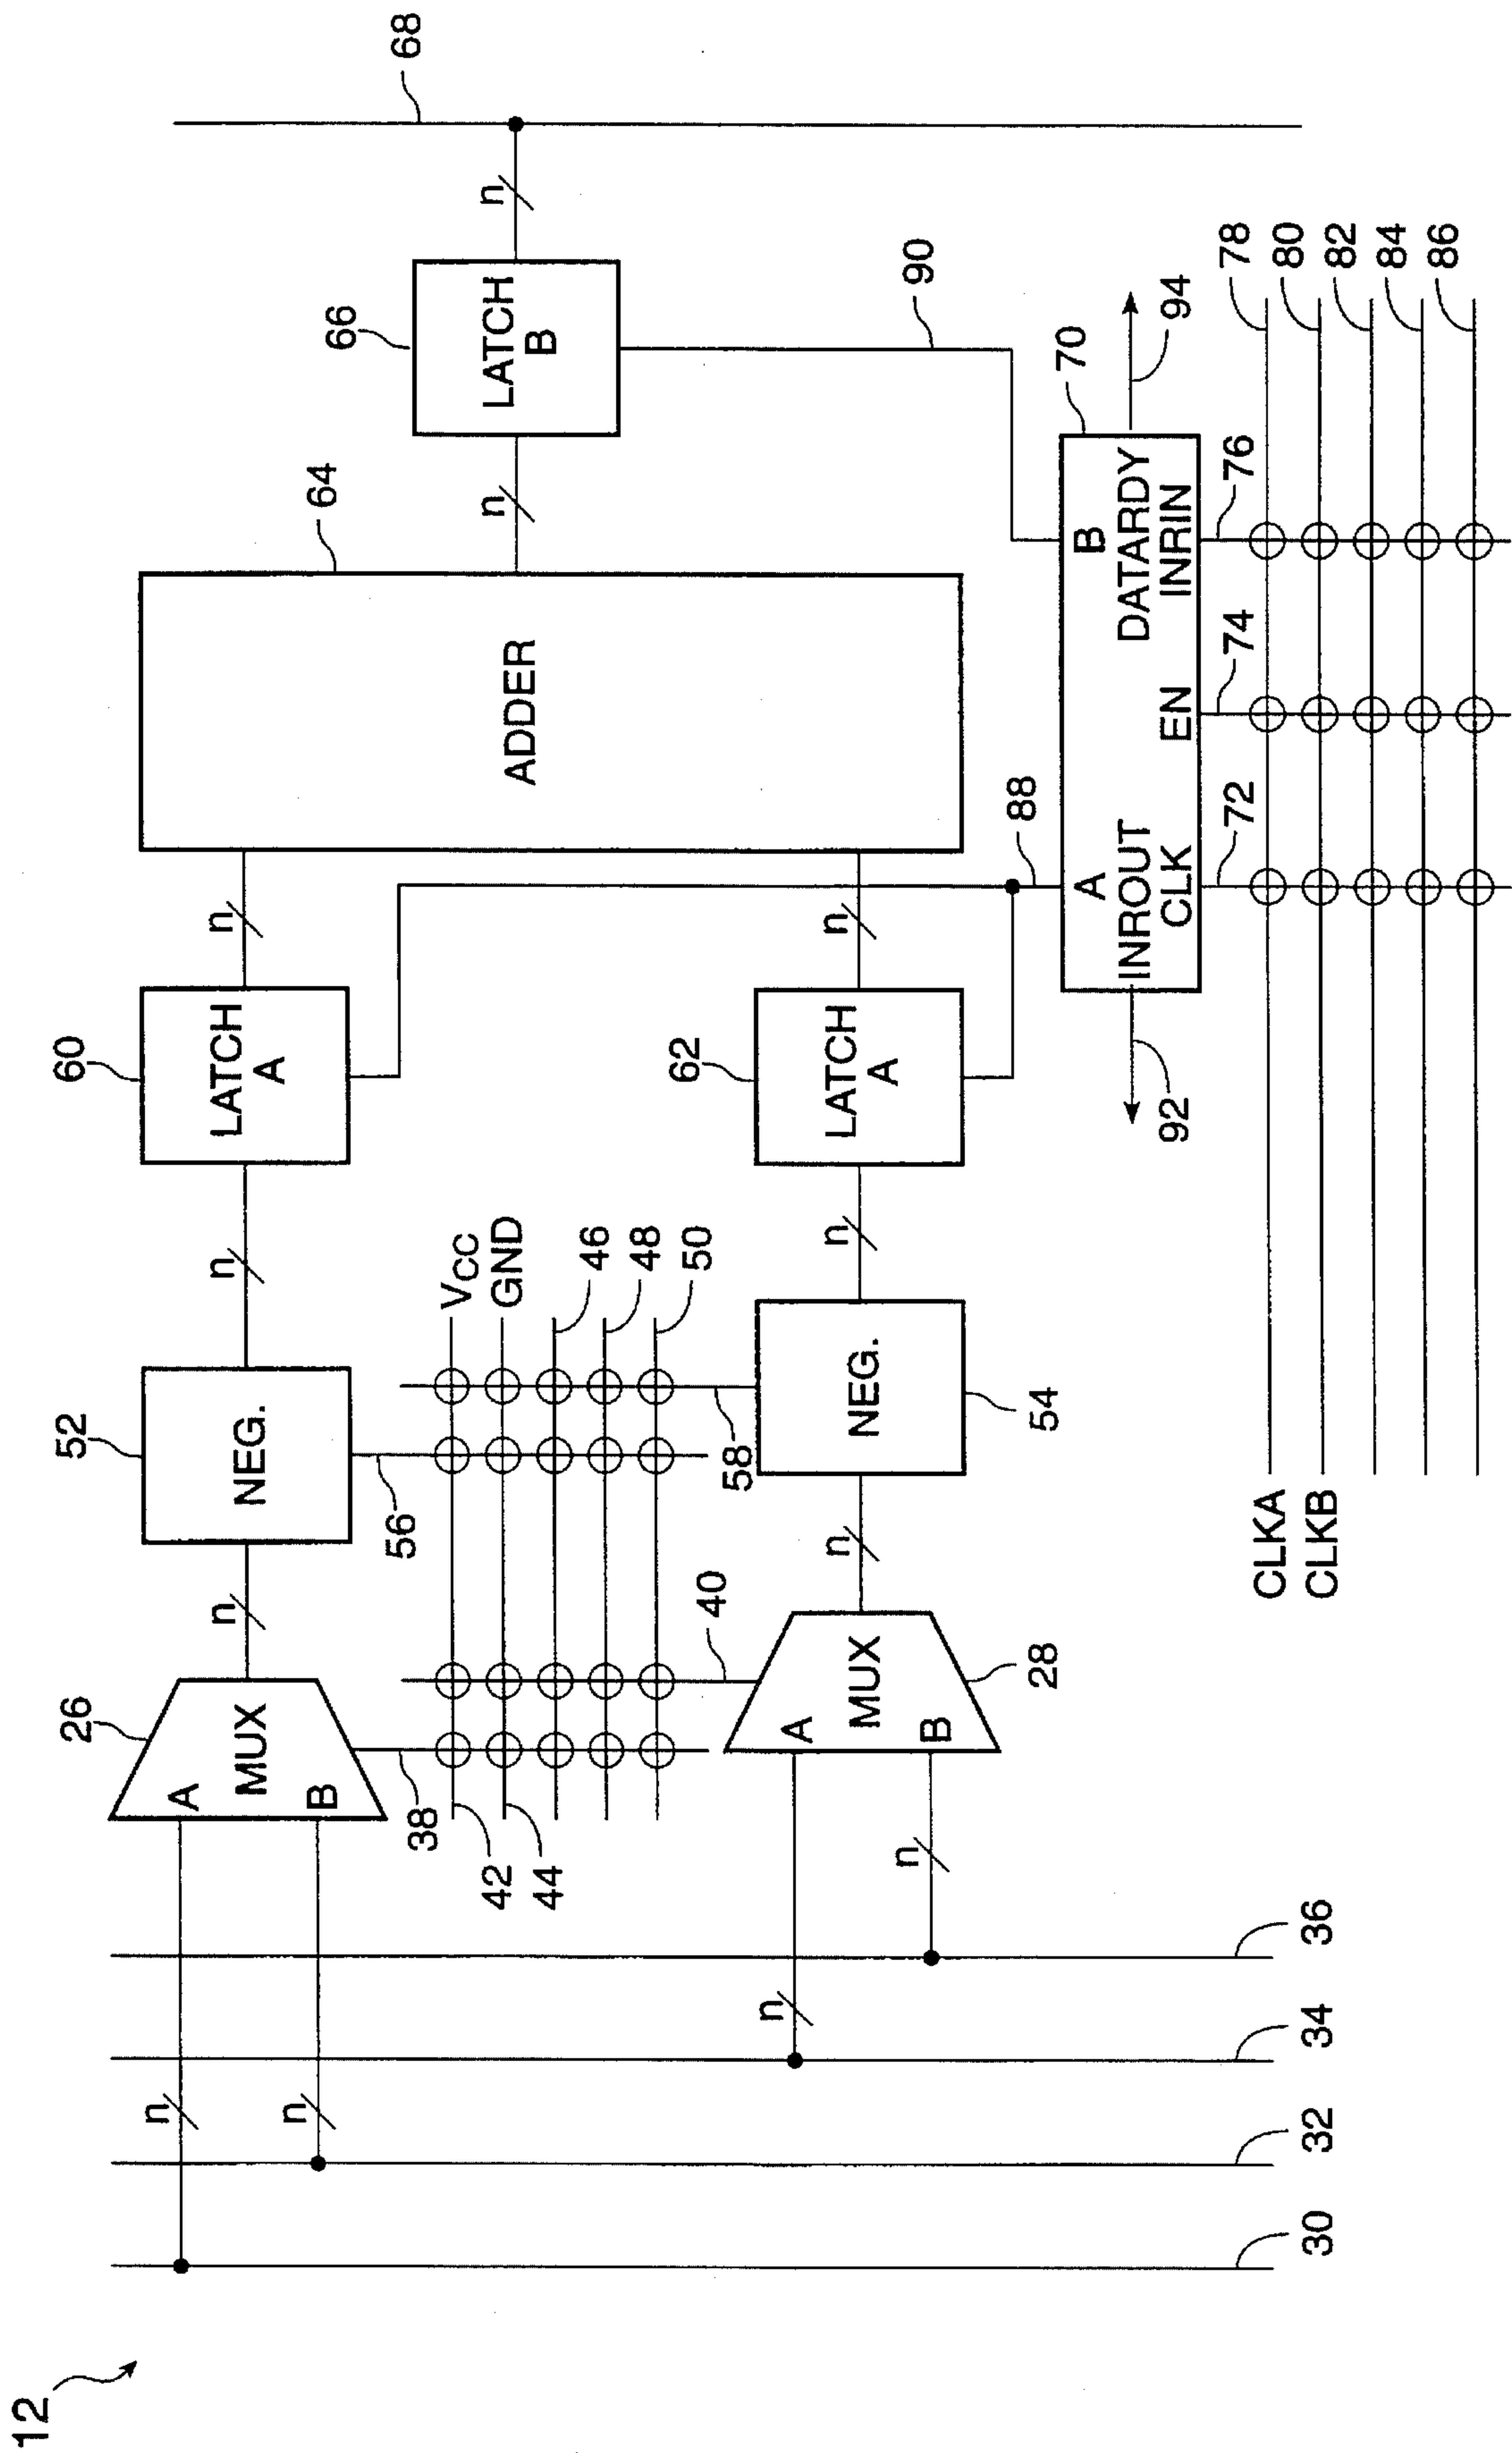 12
26
A
MUX
B
n
n
n
52
NEG.
n
60
LATCH
A
n
64
ADDER
n
66
LATCH
B
n
68
38
42
44
56
VCC
GND
46
48
50
58
40
A
MUX
B
28
n
n
n
NEG.
54
n
62
LATCH
A
n
88
90
70
A
B
INROUT
DATARDY
CLK
EN
INRIN
92
94
72
74
76
78
80
82
84
86
CLKA
CLKB
30
32
34
36